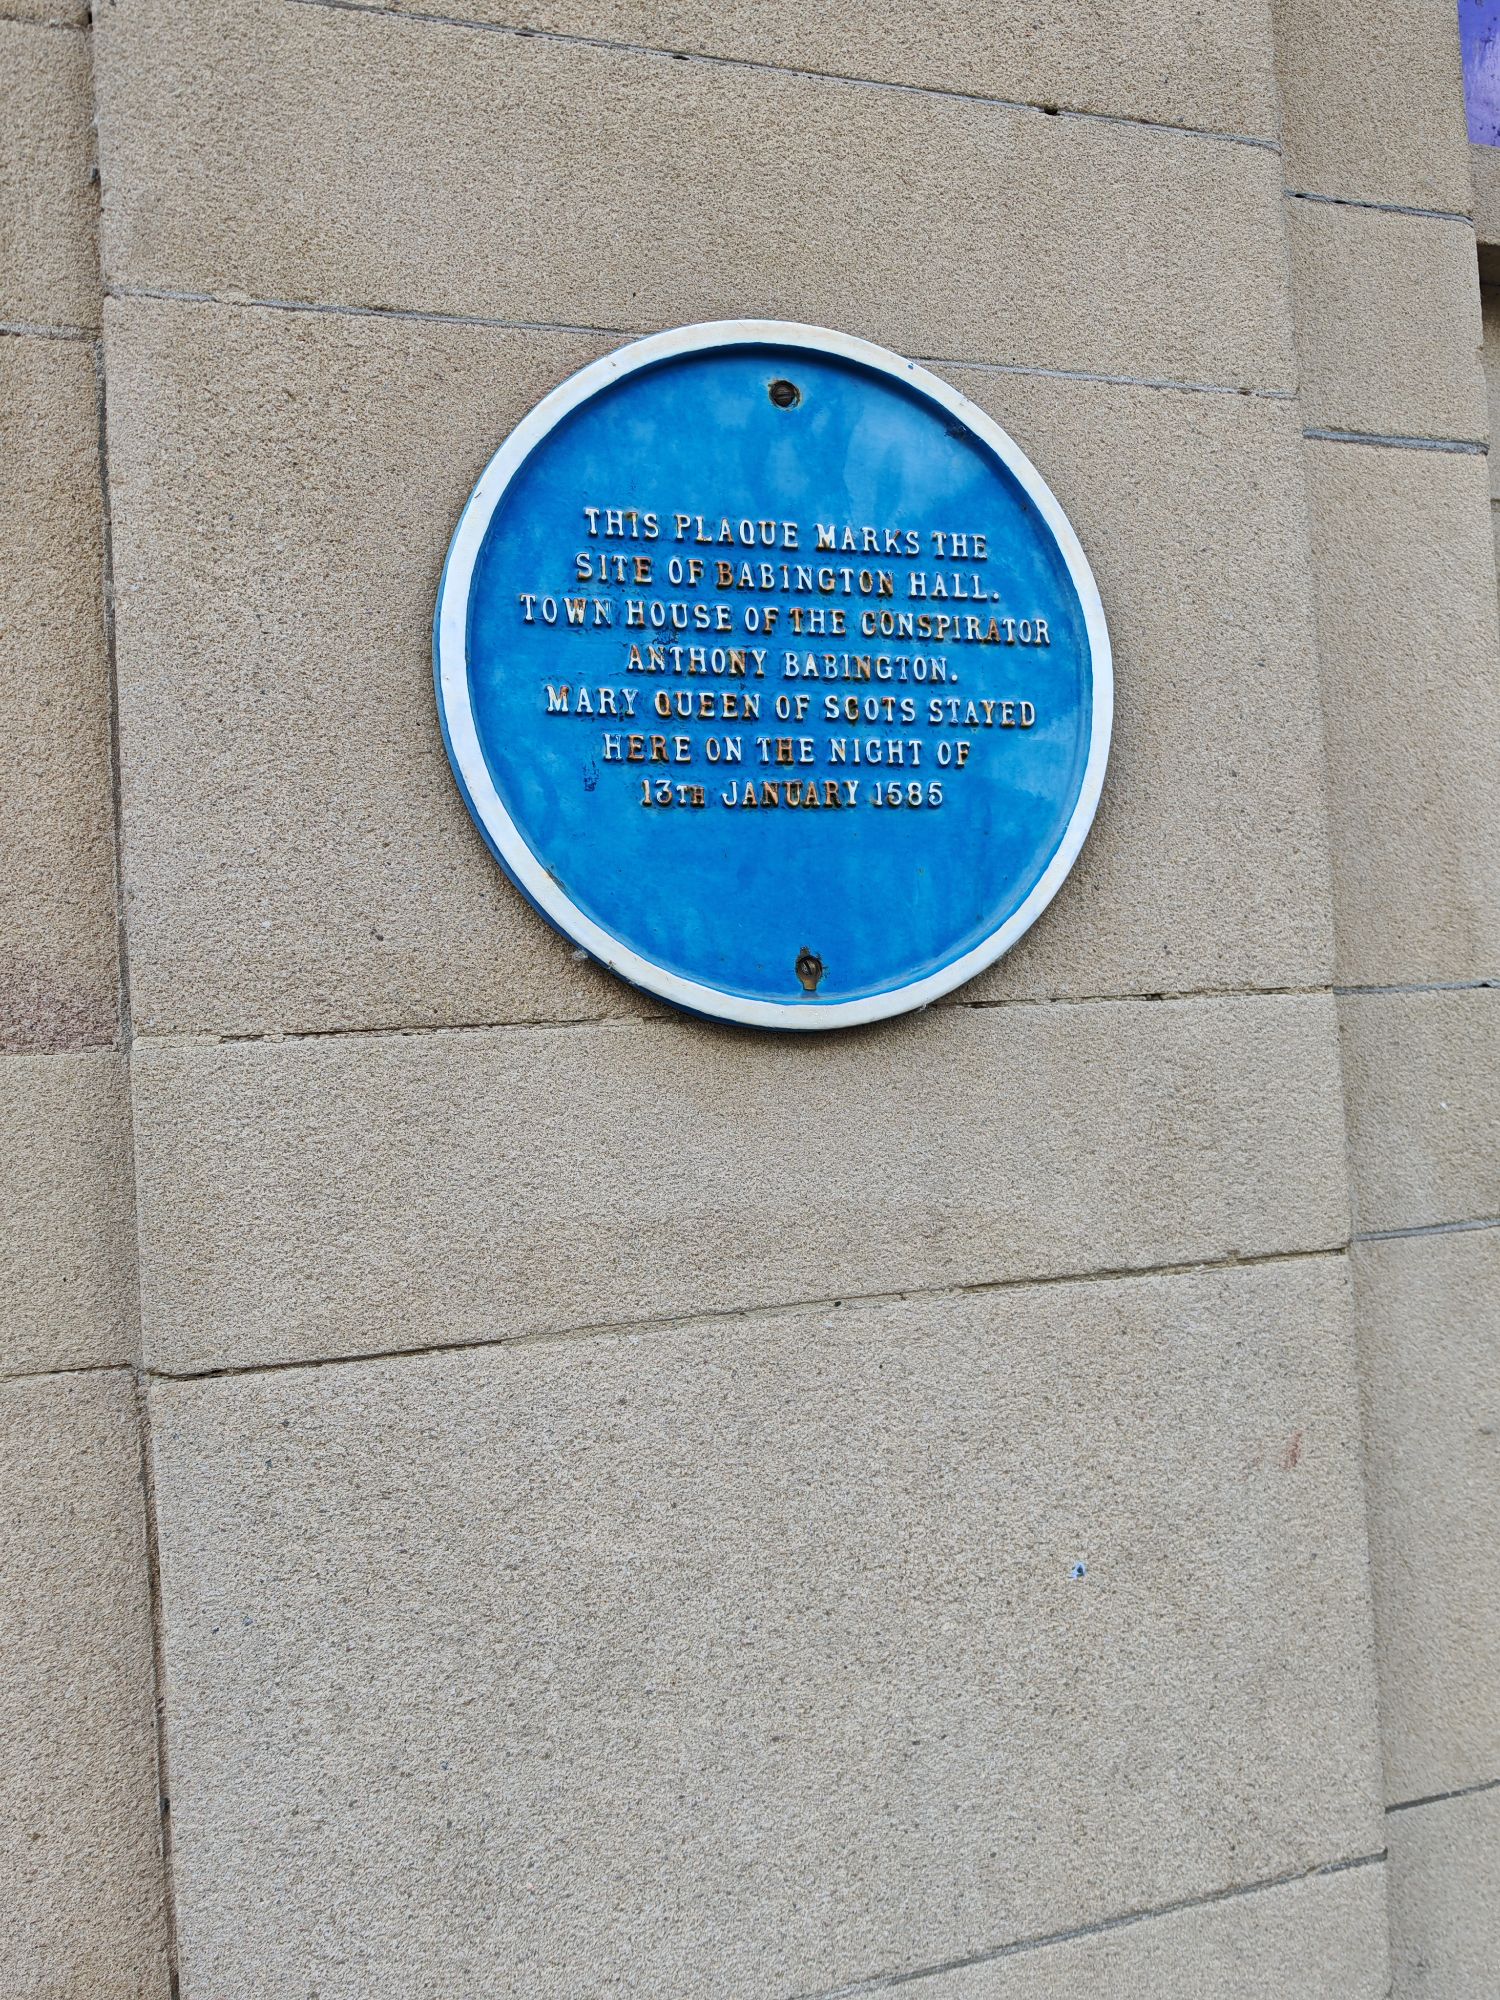 THIS PLAQUE MARKS THE
SITE OF BABINGTON HALL.
TOWN HOUSE OF THE CONSPIRATOR
ANTHONY BABINGTON.
MARY QUEEN OF SCOTS STAYED
HERE ON THE NIGHT OF
13TH JANUARY 1585